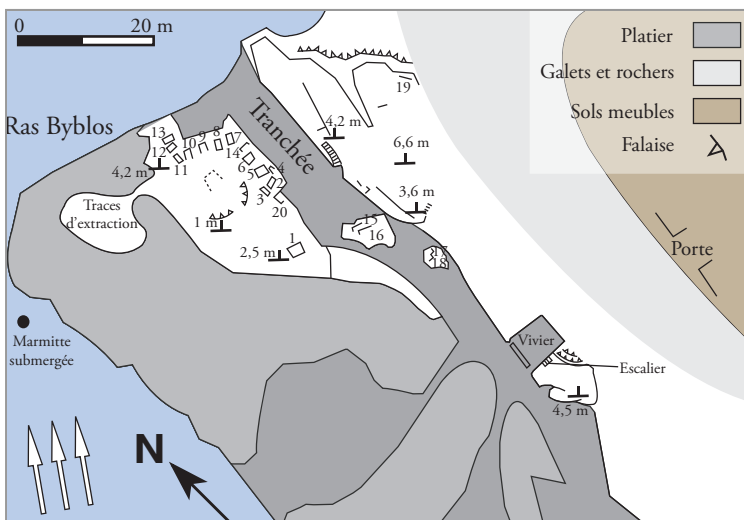 0 20 m
Platier
Galets et rochers
Sols meubles
Falaise
Ras Byblos
Tranchée
4,2 m
19
6,6 m
3,6 m
13
12
11
10
9
8
7
14
6
5
4
2
3
20
4,2 m
Traces
d'extraction
1 m
2,5 m
1
15
16
17
18
Porte
Marmitte
submergée
Vivier
Escalier
4,5 m
N